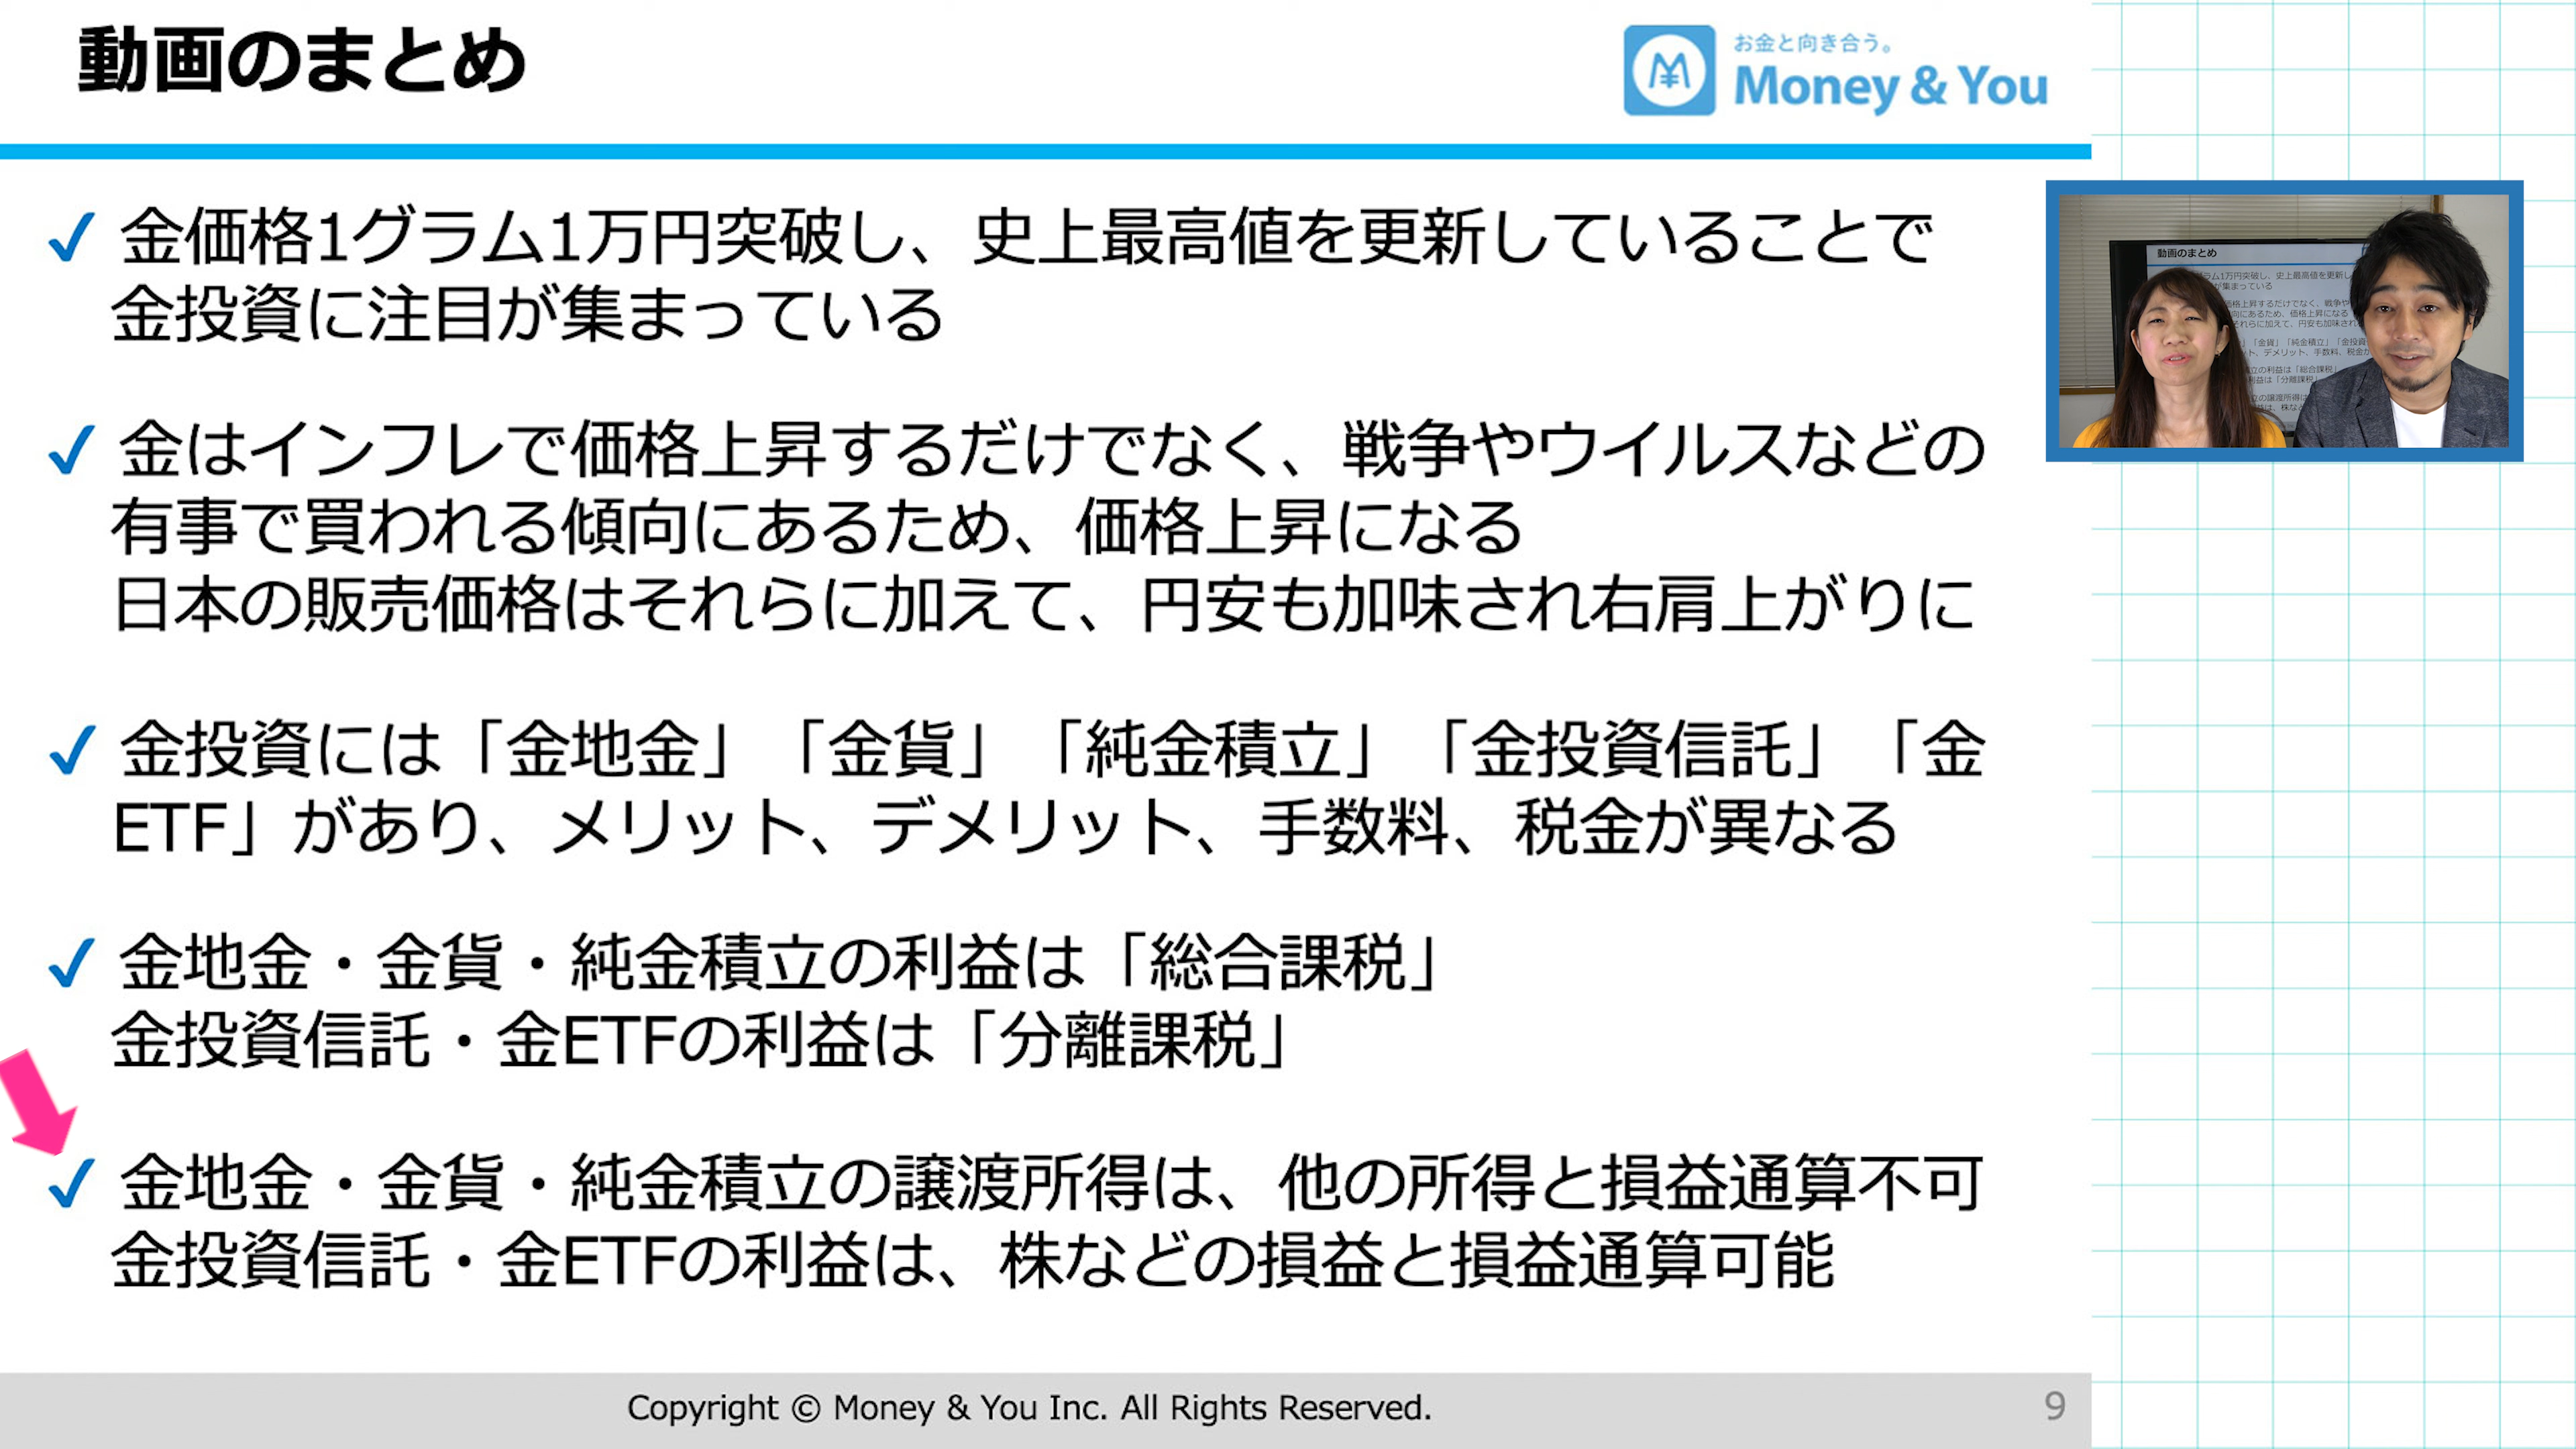 動画のまとめ
お金と向き合う。
Money & You
金価格1グラム1万円突破し、史上最高値を更新していることで
金投資に注目が集まっている
金はインフレで価格上昇するだけでなく、戦争やウイルスなどの
有事で買われる傾向にあるため、価格上昇になる
日本の販売価格はそれらに加えて、円安も加味され右肩上がりに
金投資には「金地金」「金貨」「純金積立」「金投資信託」「金
ETF」があり、メリット、デメリット、手数料、税金が異なる
金地金・金貨・純金積立の利益は「総合課税」
金投資信託・金ETFの利益は「分離課税」
金地金・金貨・純金積立の譲渡所得は、他の所得と損益通算不可
金投資信託・金ETFの利益は、株などの損益と損益通算可能
Copyright © Money & You Inc. All Rights Reserved.
9
動画のまとめ